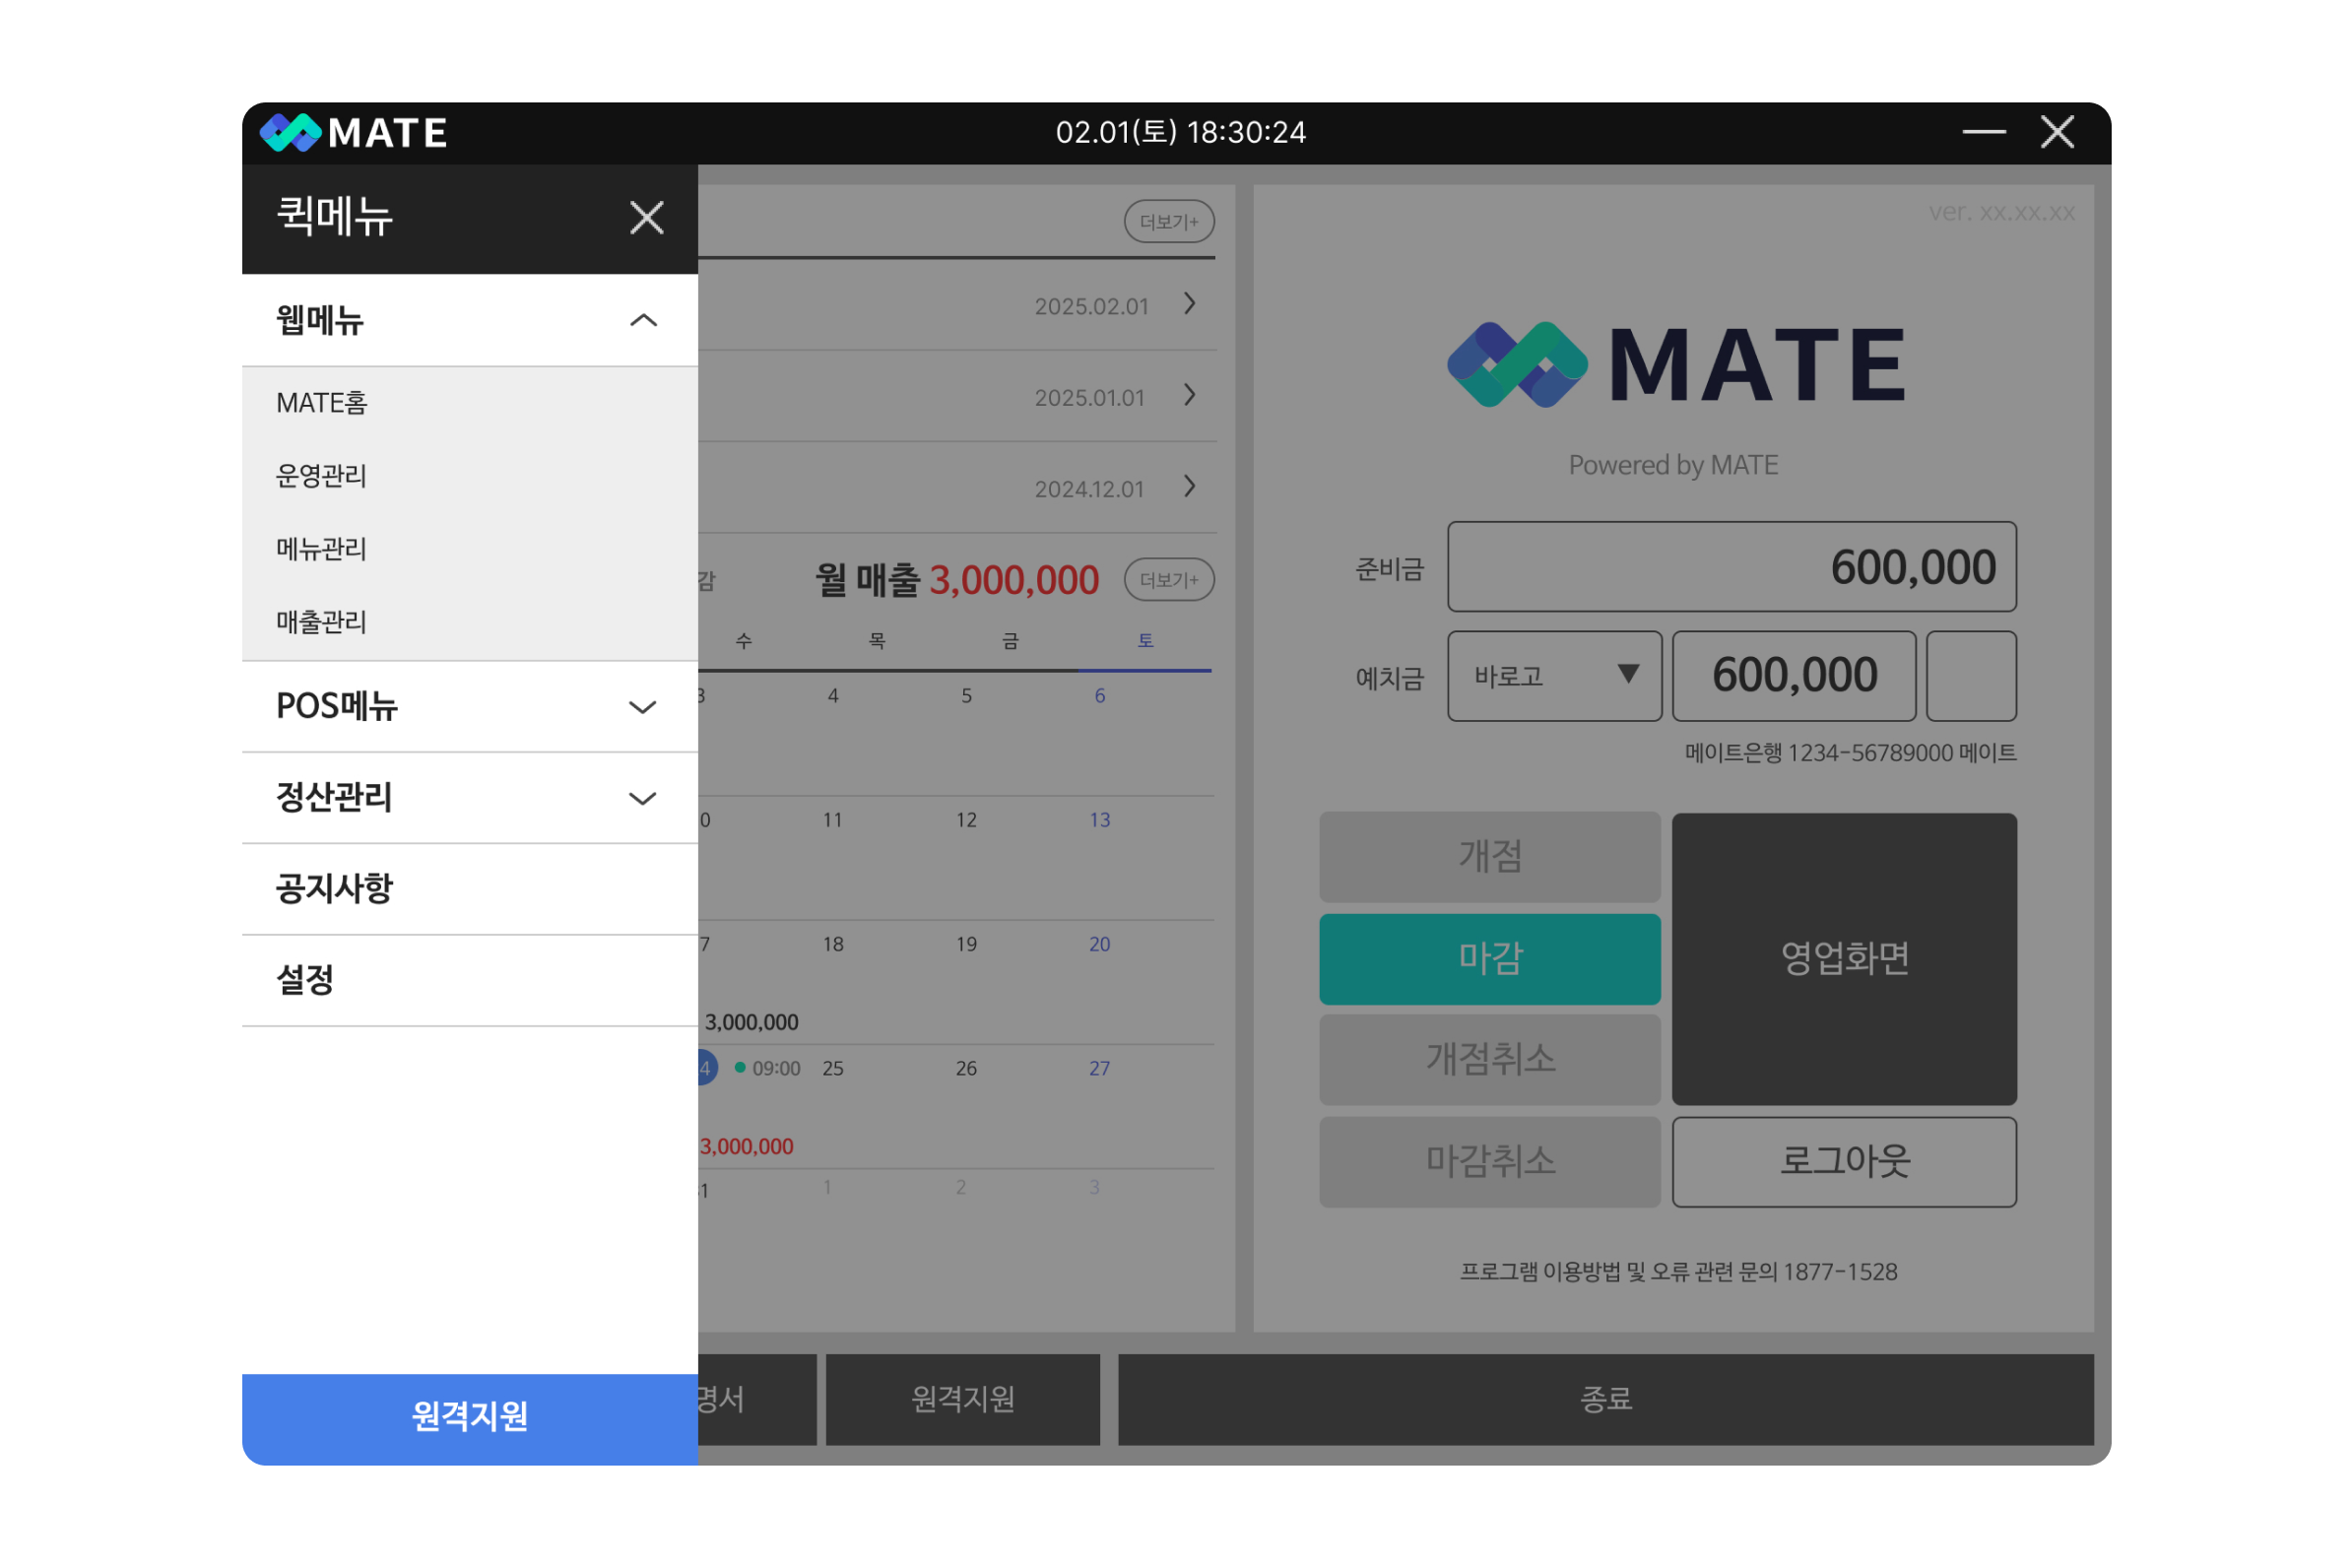 MATE
02.01(토) 18:30:24
퀵메뉴
웹메뉴
MATE홈
운영관리
메뉴관리
매출관리
POS메뉴
정산관리
공지사항
설정
원격지원
더보기+
2025.02.01
2025.01.01
2024.12.01
감
월 매출 3,000,000
더보기+
수 목 금 토
4 5 6
11 12 13
18 19 20
3,000,000
09:00 25 26 27
3,000,000
1 2 3
원격지원
종료
ver. xx.xx.xx
MATE
Powered by MATE
준비금 600,000
예치금 바로고 600,000
메이트은행 1234-56789000 메이트
개점
마감
개점취소
마감취소
영업화면
로그아웃
프로그램 이용방법 및 오류 관련 문의 1877-1528